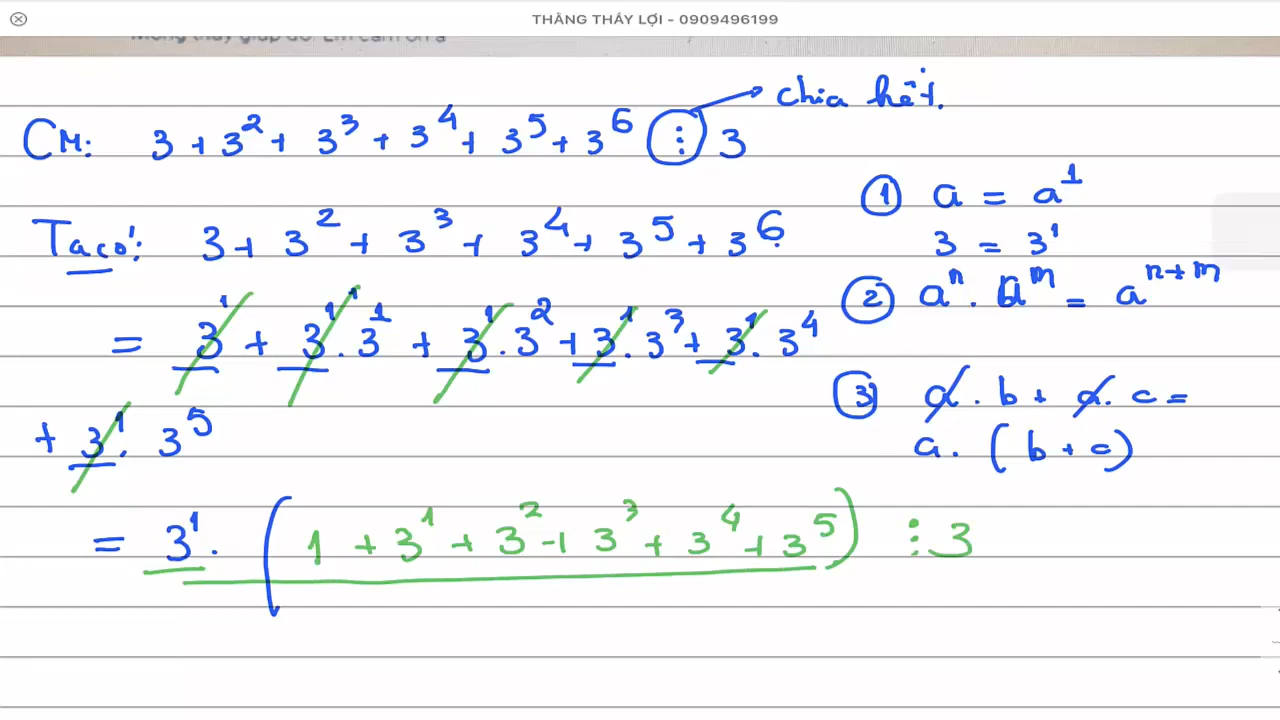 THẰNG THẦY LỢI - 0909496199
chia hết.
CM: 3 + 3² + 3³ + 3⁴ + 3⁵ + 3⁶ ⋮ 3
① a = a¹
Ta có: 3 + 3² + 3³ + 3⁴ + 3⁵ + 3⁶
3 = 3¹
② aⁿ . aᵐ = aⁿ⁺ᵐ
= 3¹ + 3¹ . 3¹ + 3¹ . 3² + 3¹ . 3³ + 3¹ . 3⁴
③ a . b + a . c =
+ 3¹ . 3⁵
a . (b + c)
= 3¹ . (1 + 3¹ + 3² + 3³ + 3⁴ + 3⁵) ⋮ 3